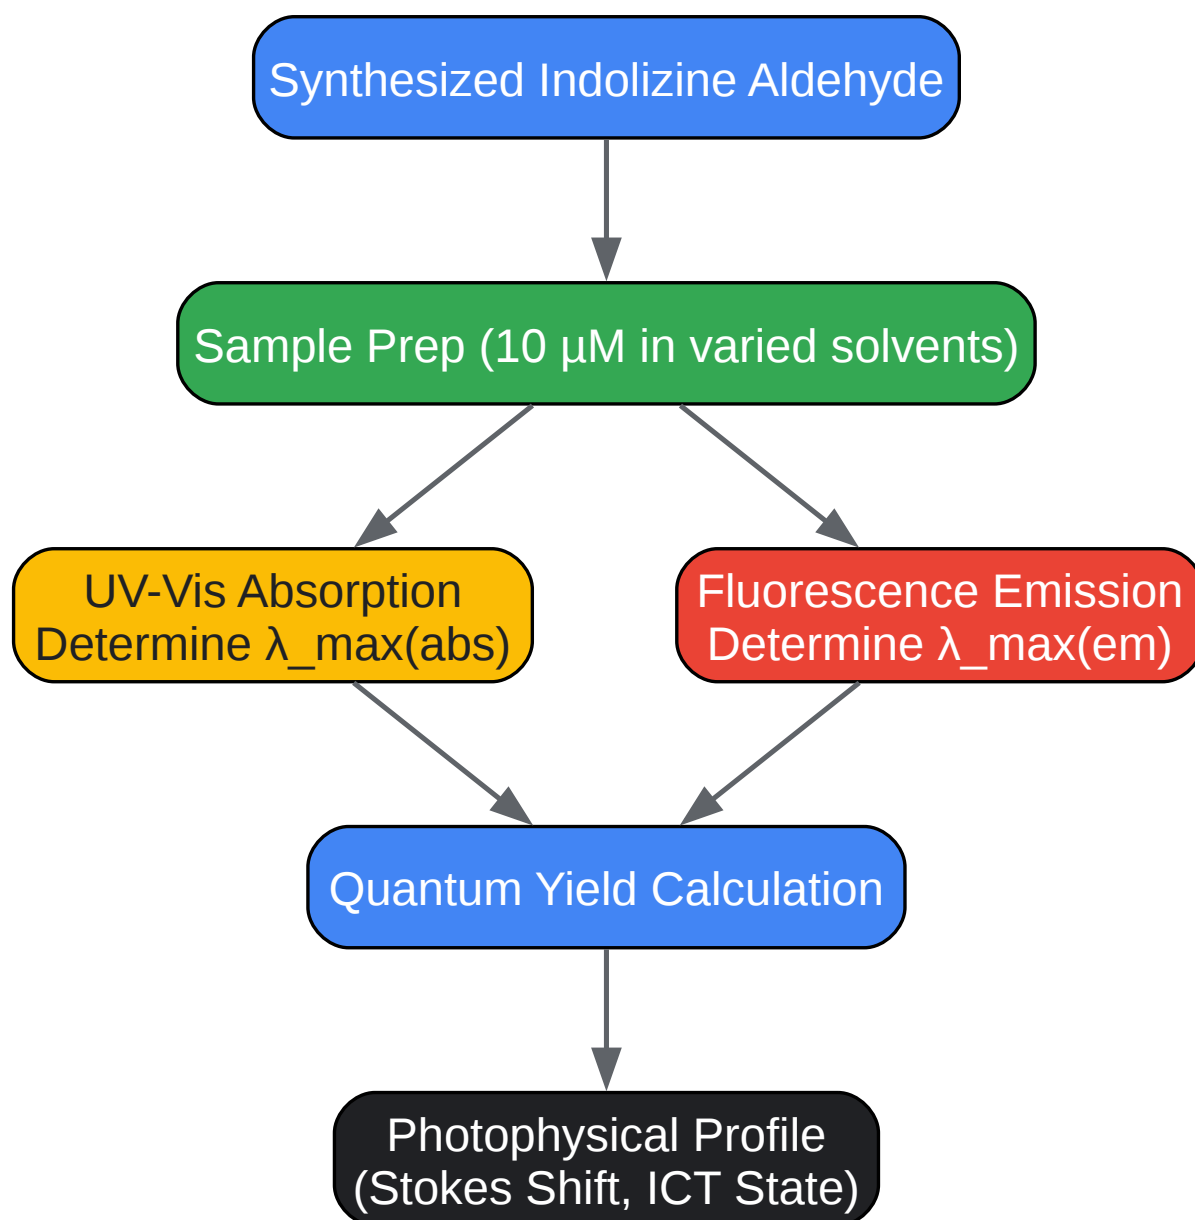 Synthesized Indolizine Aldehyde
Sample Prep (10 µM in varied solvents)
UV-Vis Absorption
Determine λ_max(abs)
Fluorescence Emission
Determine λ_max(em)
Quantum Yield Calculation
Photophysical Profile
(Stokes Shift, ICT State)